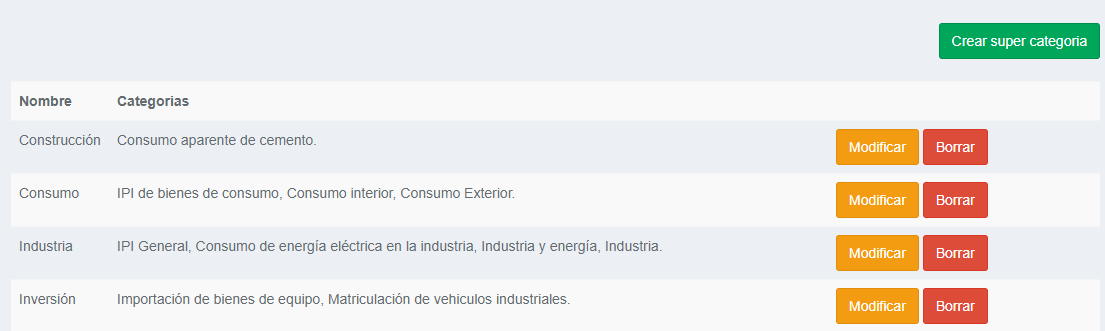 Crear super categoria
Nombre Categorias
Construcción Consumo aparente de cemento. Modificar Borrar
Consumo IPI de bienes de consumo, Consumo interior, Consumo Exterior. Modificar Borrar
Industria IPI General, Consumo de energía eléctrica en la industria, Industria y energía, Industria. Modificar Borrar
Inversión Importación de bienes de equipo, Matriculación de vehiculos industriales. Modificar Borrar